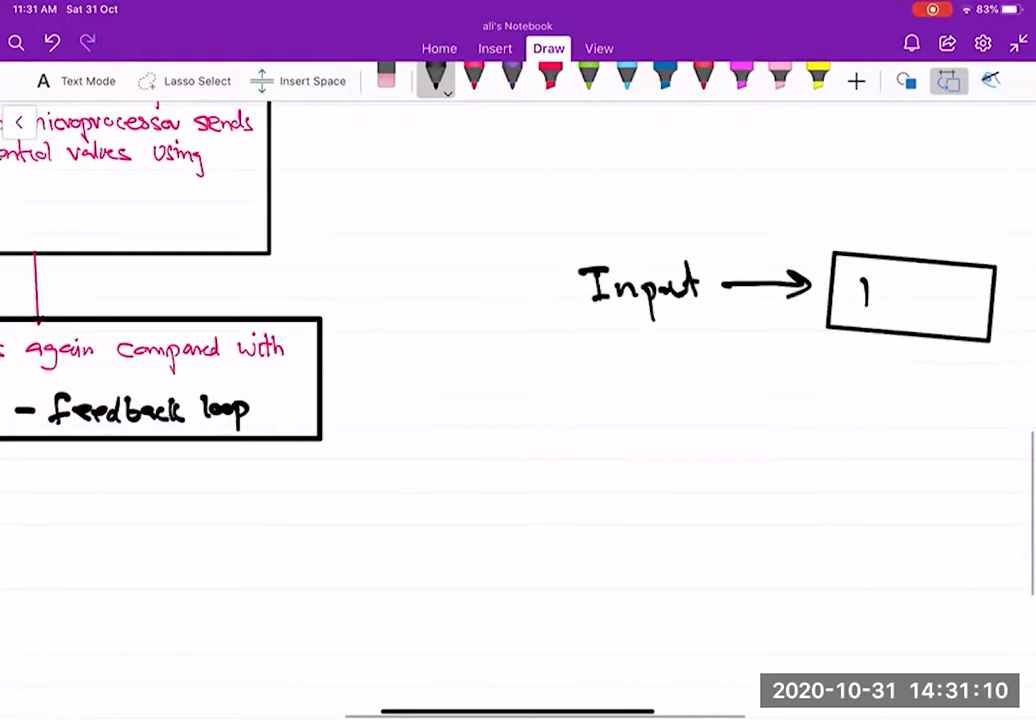 11:31 AM Sat 31 Oct
83%
ali's Notebook
Home Insert Draw View
A Text Mode Lasso Select Insert Space
microprocessor sends
values using
again compared with
- feedback loop
Input → 1
2020-10-31 14:31:10